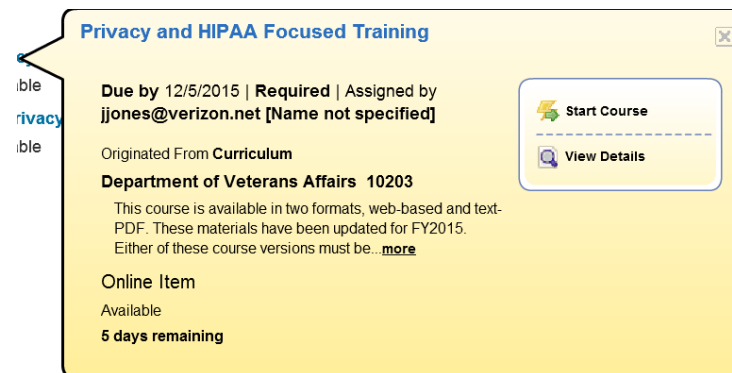 Privacy and HIPAA Focused Training
able
rivacy
able
Due by 12/5/2015 | Required | Assigned by
jjones@verizon.net [Name not specified]
Originated From Curriculum
Department of Veterans Affairs 10203
This course is available in two formats, web-based and text-
PDF. These materials have been updated for FY2015.
Either of these course versions must be...more
Online Item
Available
5 days remaining
Start Course
View Details